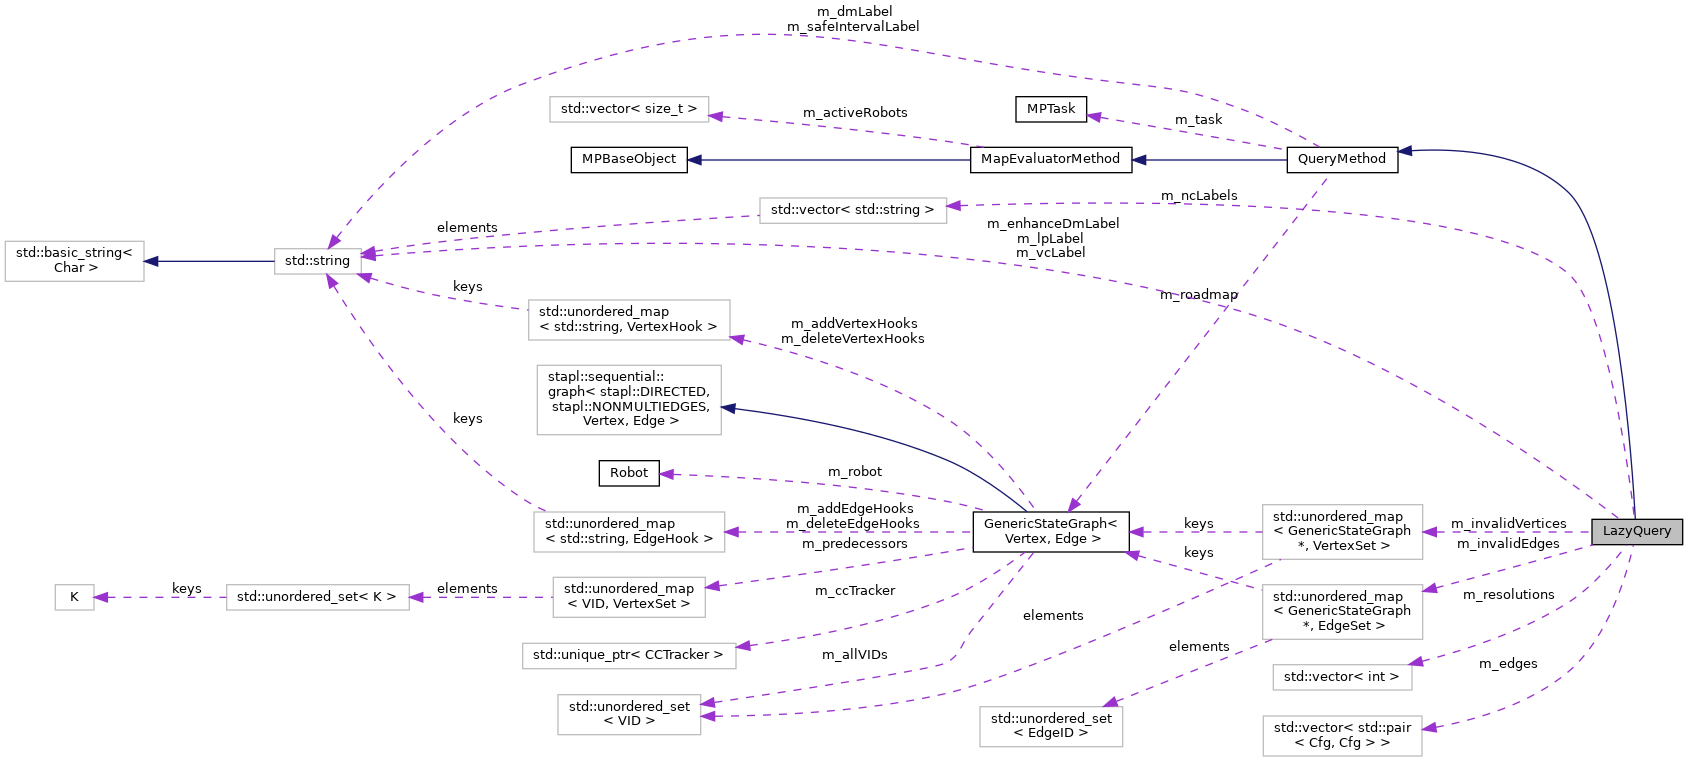 m_dmLabel
m_safeIntervalLabel
std::vector< size_t >
m_activeRobots
MPTask
m_task
MPBaseObject
MapEvaluatorMethod
QueryMethod
std::vector< std::string >
m_ncLabels
elements
m_enhanceDmLabel
m_lpLabel
m_vcLabel
std::basic_string<
Char >
std::string
keys
m_roadmap
std::unordered_map
< std::string, VertexHook >
m_addVertexHooks
m_deleteVertexHooks
stapl::sequential::
graph< stapl::DIRECTED,
stapl::NONMULTIEDGES,
Vertex, Edge >
keys
Robot
m_robot
std::unordered_map
< std::string, EdgeHook >
m_addEdgeHooks
m_deleteEdgeHooks
GenericStateGraph<
Vertex, Edge >
keys
std::unordered_map
< GenericStateGraph
*, VertexSet >
m_invalidVertices
LazyQuery
m_predecessors
keys
m_invalidEdges
K
keys
std::unordered_set< K >
elements
std::unordered_map
< VID, VertexSet >
m_ccTracker
std::unordered_map
< GenericStateGraph
*, EdgeSet >
m_resolutions
elements
std::unique_ptr< CCTracker >
m_allVIDs
elements
std::vector< int >
m_edges
std::unordered_set
< VID >
std::unordered_set
< EdgeID >
std::vector< std::pair
< Cfg, Cfg > >